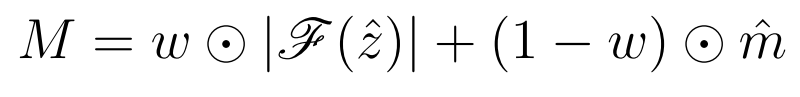 M = w ⊙ |ℱ(ẑ)| + (1 − w) ⊙ m̂